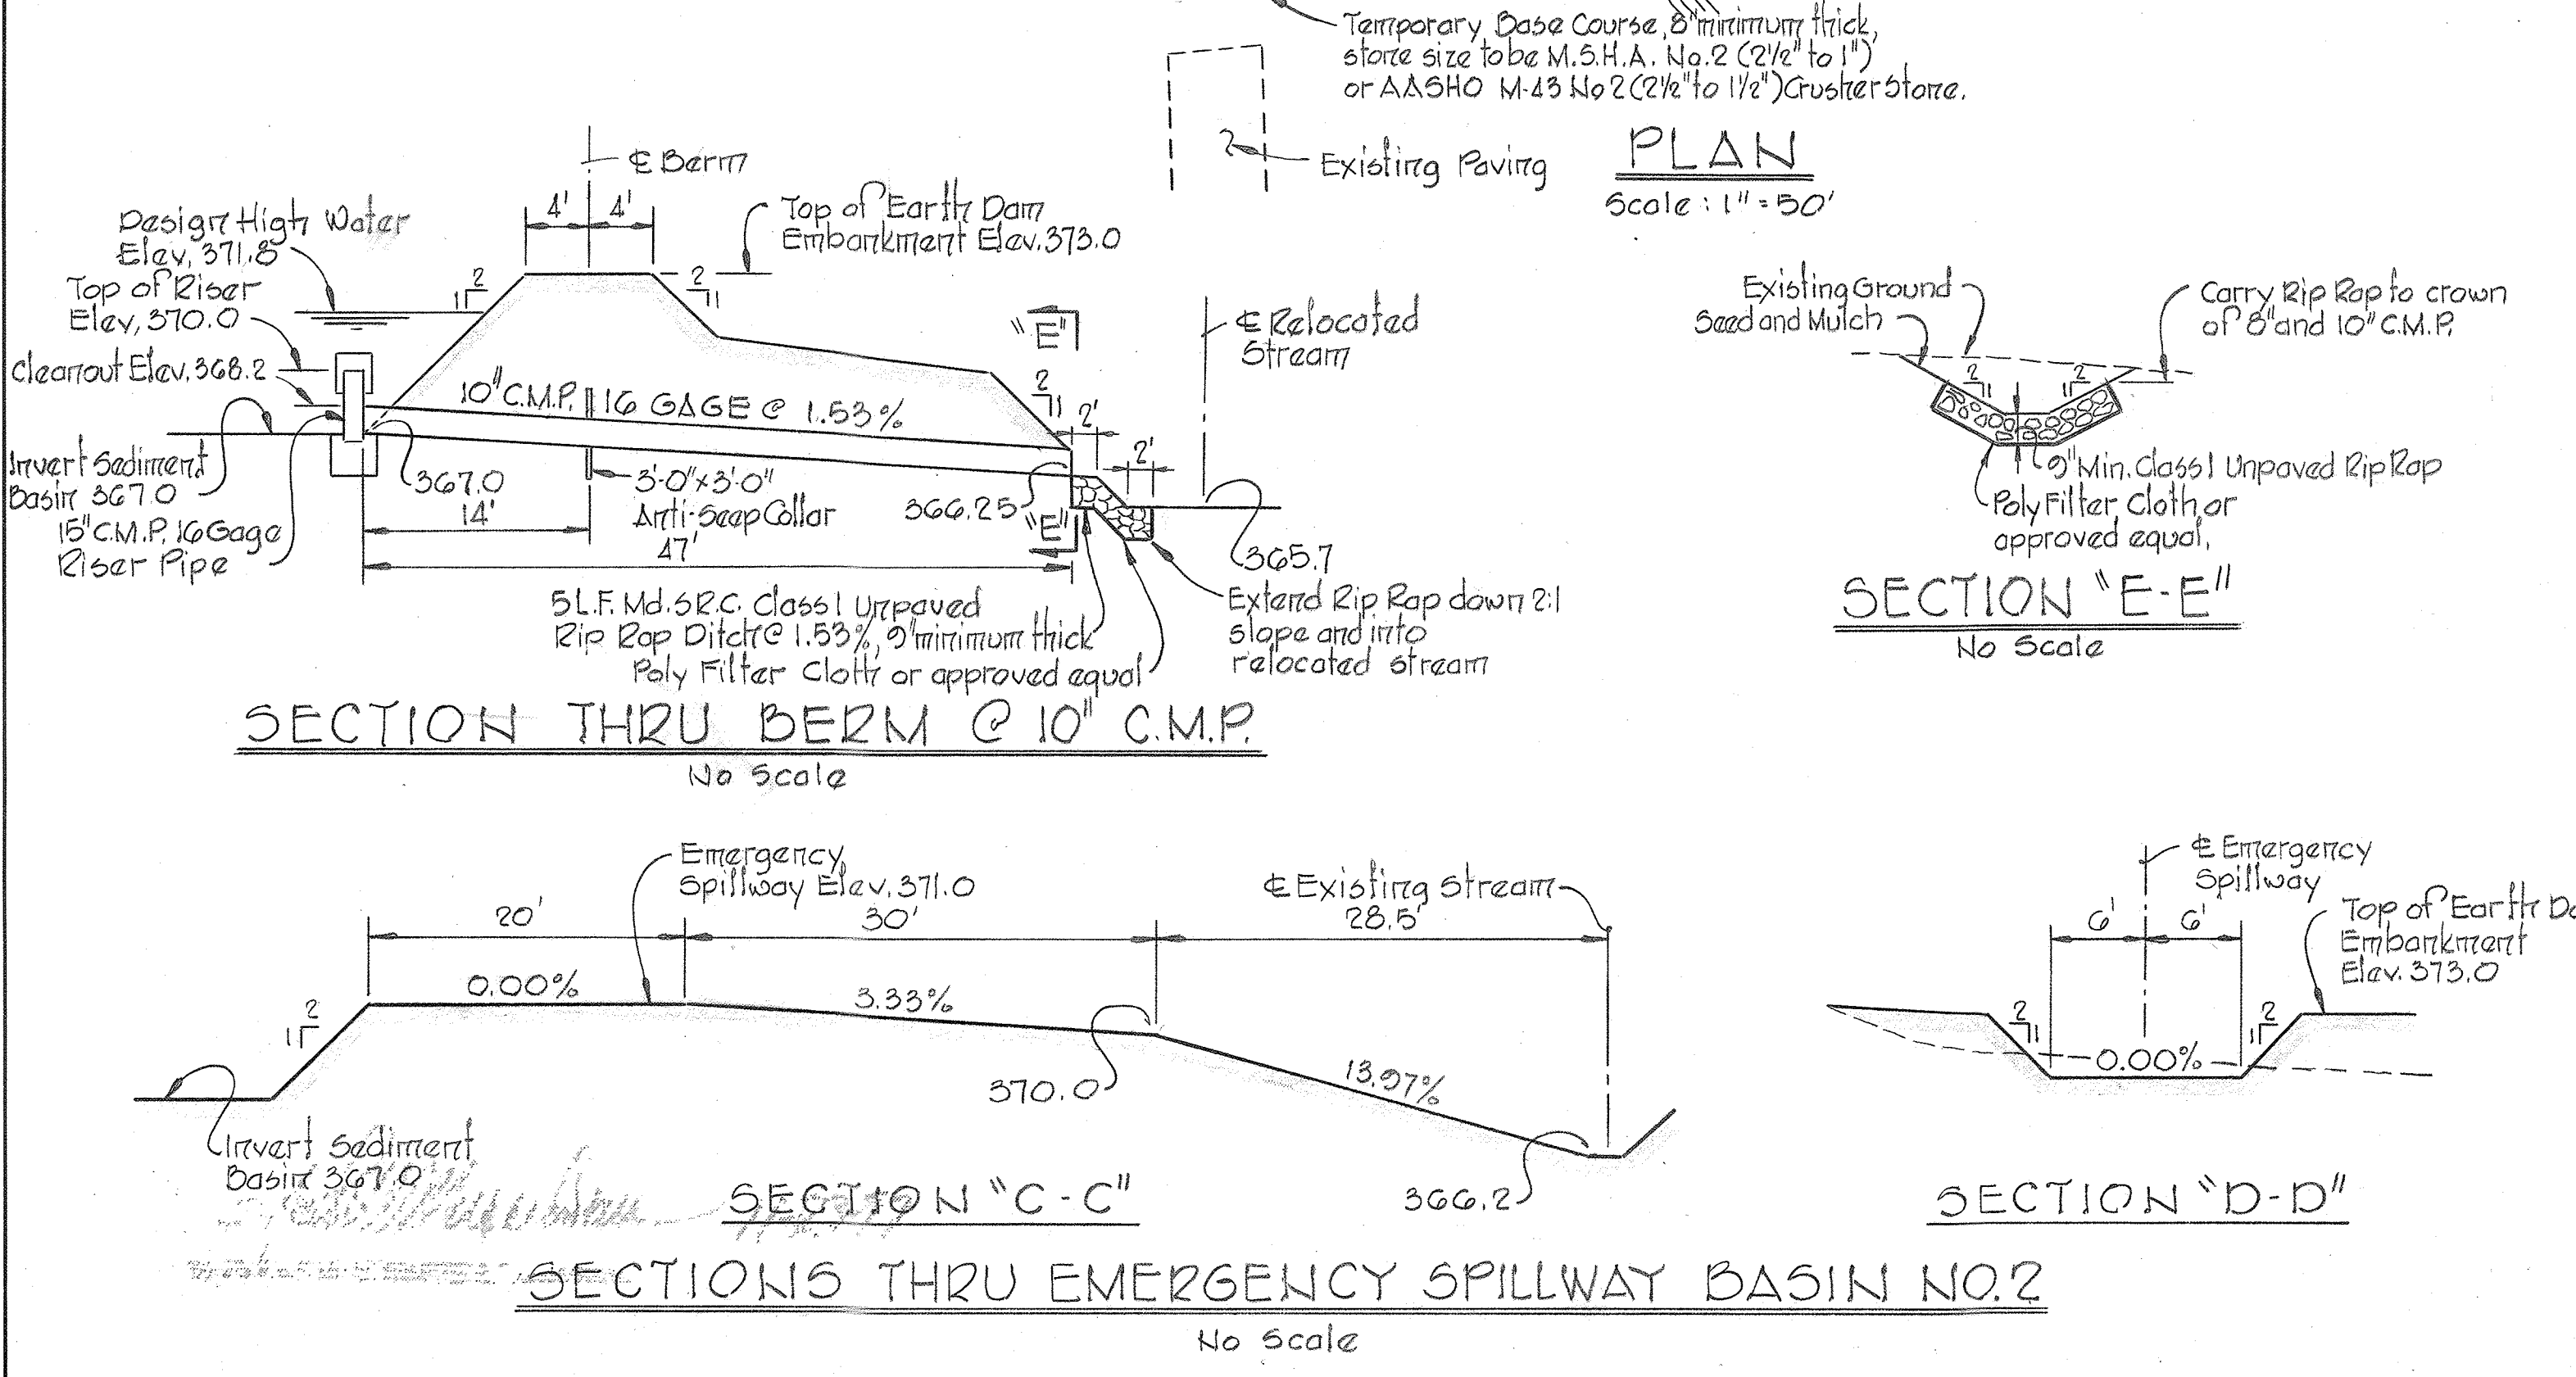 Temporary Base Course, 8" minimum thick,
stone size to be M.S.H.A. No.2 (2½" to 1")
or AASHO M-43 No 2 (2½" to 1½") Crusher Stone.
Existing Paving
PLAN
Scale : 1" = 50'
℄ Berm
4' 4'
Top of Earth Dam
Embankment Elev. 373.0
Design High Water
Elev. 371.8
Top of Riser
Elev. 370.0
Cleanout Elev. 368.2
2
1
2
1
10" C.M.P. 16 GAGE @ 1.53%
"E"
℄ Relocated
Stream
2
1
2'
2'
Invert Sediment
Basin 367.0
15" C.M.P. 16 Gage
Riser Pipe
367.0
14'
3'-0" x 3'-0"
Anti-Seep Collar
47'
366.25
"E"
365.7
5 L.F. Md. S.R.C. Class I Unpaved
Rip Rap Ditch @ 1.53%, 9" minimum thick
Poly Filter Cloth or approved equal
Extend Rip Rap down 2:1
slope and into
relocated stream
SECTION THRU BERM @ 10" C.M.P.
No Scale
Existing Ground
Seed and Mulch
Carry Rip Rap to crown
of 8" and 10" C.M.P.
2
1
2
1
9" Min. Class I Unpaved Rip Rap
Poly Filter Cloth or
approved equal.
SECTION "E-E"
No Scale
Emergency
Spillway Elev. 371.0
℄ Existing Stream
20'
30'
28.5'
0.00%
3.33%
13.97%
2
1
370.0
Invert Sediment
Basin 367.0
366.2
SECTION "C-C"
℄ Emergency
Spillway
6' 6'
Top of Earth Da
Embankment
Elev. 373.0
2
1
2
1
0.00%
SECTION "D-D"
SECTIONS THRU EMERGENCY SPILLWAY BASIN NO.2
No Scale